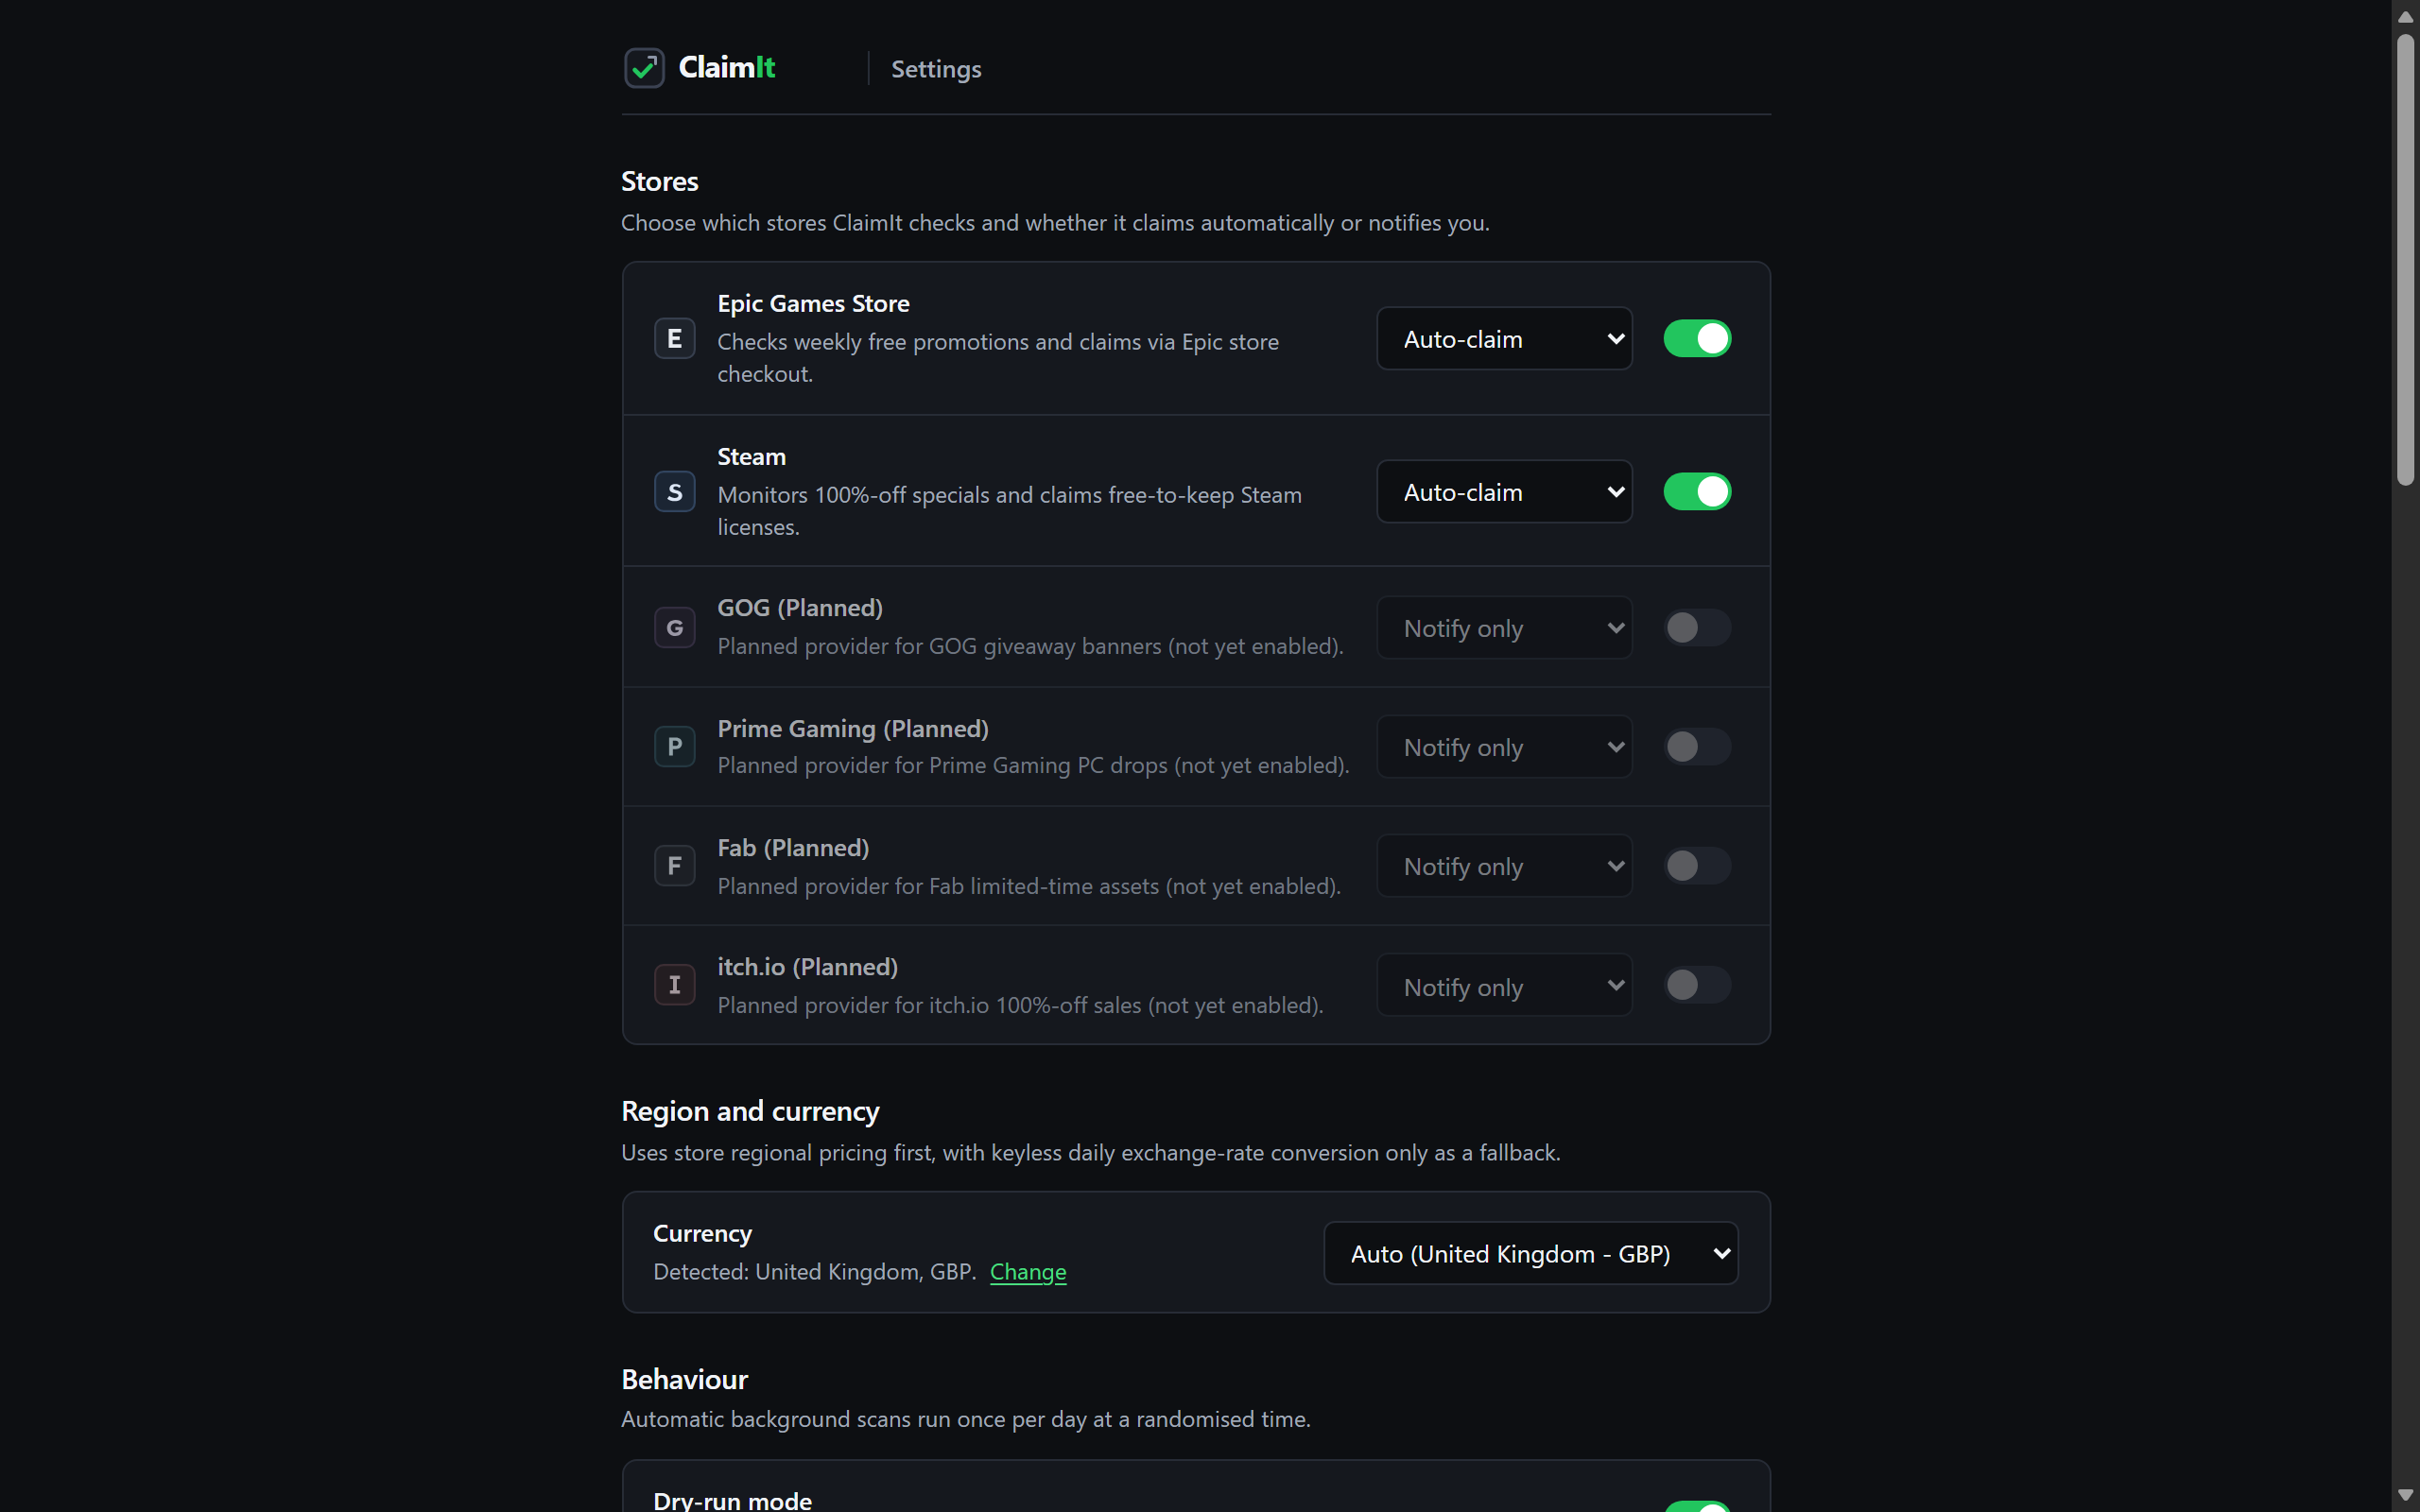 ClaimIt
Settings
Stores
Choose which stores ClaimIt checks and whether it claims automatically or notifies you.
E
Epic Games Store
Checks weekly free promotions and claims via Epic store
checkout.
Auto-claim
S
Steam
Monitors 100%-off specials and claims free-to-keep Steam
licenses.
Auto-claim
G
GOG (Planned)
Planned provider for GOG giveaway banners (not yet enabled).
Notify only
P
Prime Gaming (Planned)
Planned provider for Prime Gaming PC drops (not yet enabled).
Notify only
F
Fab (Planned)
Planned provider for Fab limited-time assets (not yet enabled).
Notify only
I
itch.io (Planned)
Planned provider for itch.io 100%-off sales (not yet enabled).
Notify only
Region and currency
Uses store regional pricing first, with keyless daily exchange-rate conversion only as a fallback.
Currency
Detected: United Kingdom, GBP. Change
Auto (United Kingdom - GBP)
Behaviour
Automatic background scans run once per day at a randomised time.
Dry-run mode